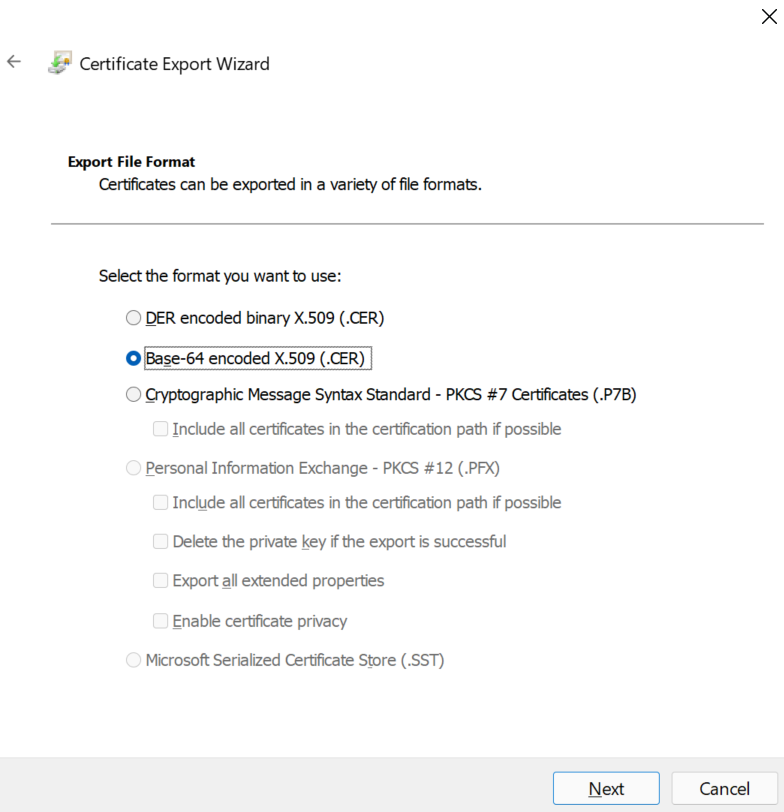 Certificate Export Wizard
Export File Format
Certificates can be exported in a variety of file formats.
Select the format you want to use:
DER encoded binary X.509 (.CER)
Base-64 encoded X.509 (.CER)
Cryptographic Message Syntax Standard - PKCS #7 Certificates (.P7B)
Include all certificates in the certification path if possible
Personal Information Exchange - PKCS #12 (.PFX)
Include all certificates in the certification path if possible
Delete the private key if the export is successful
Export all extended properties
Enable certificate privacy
Microsoft Serialized Certificate Store (.SST)
Next Cancel